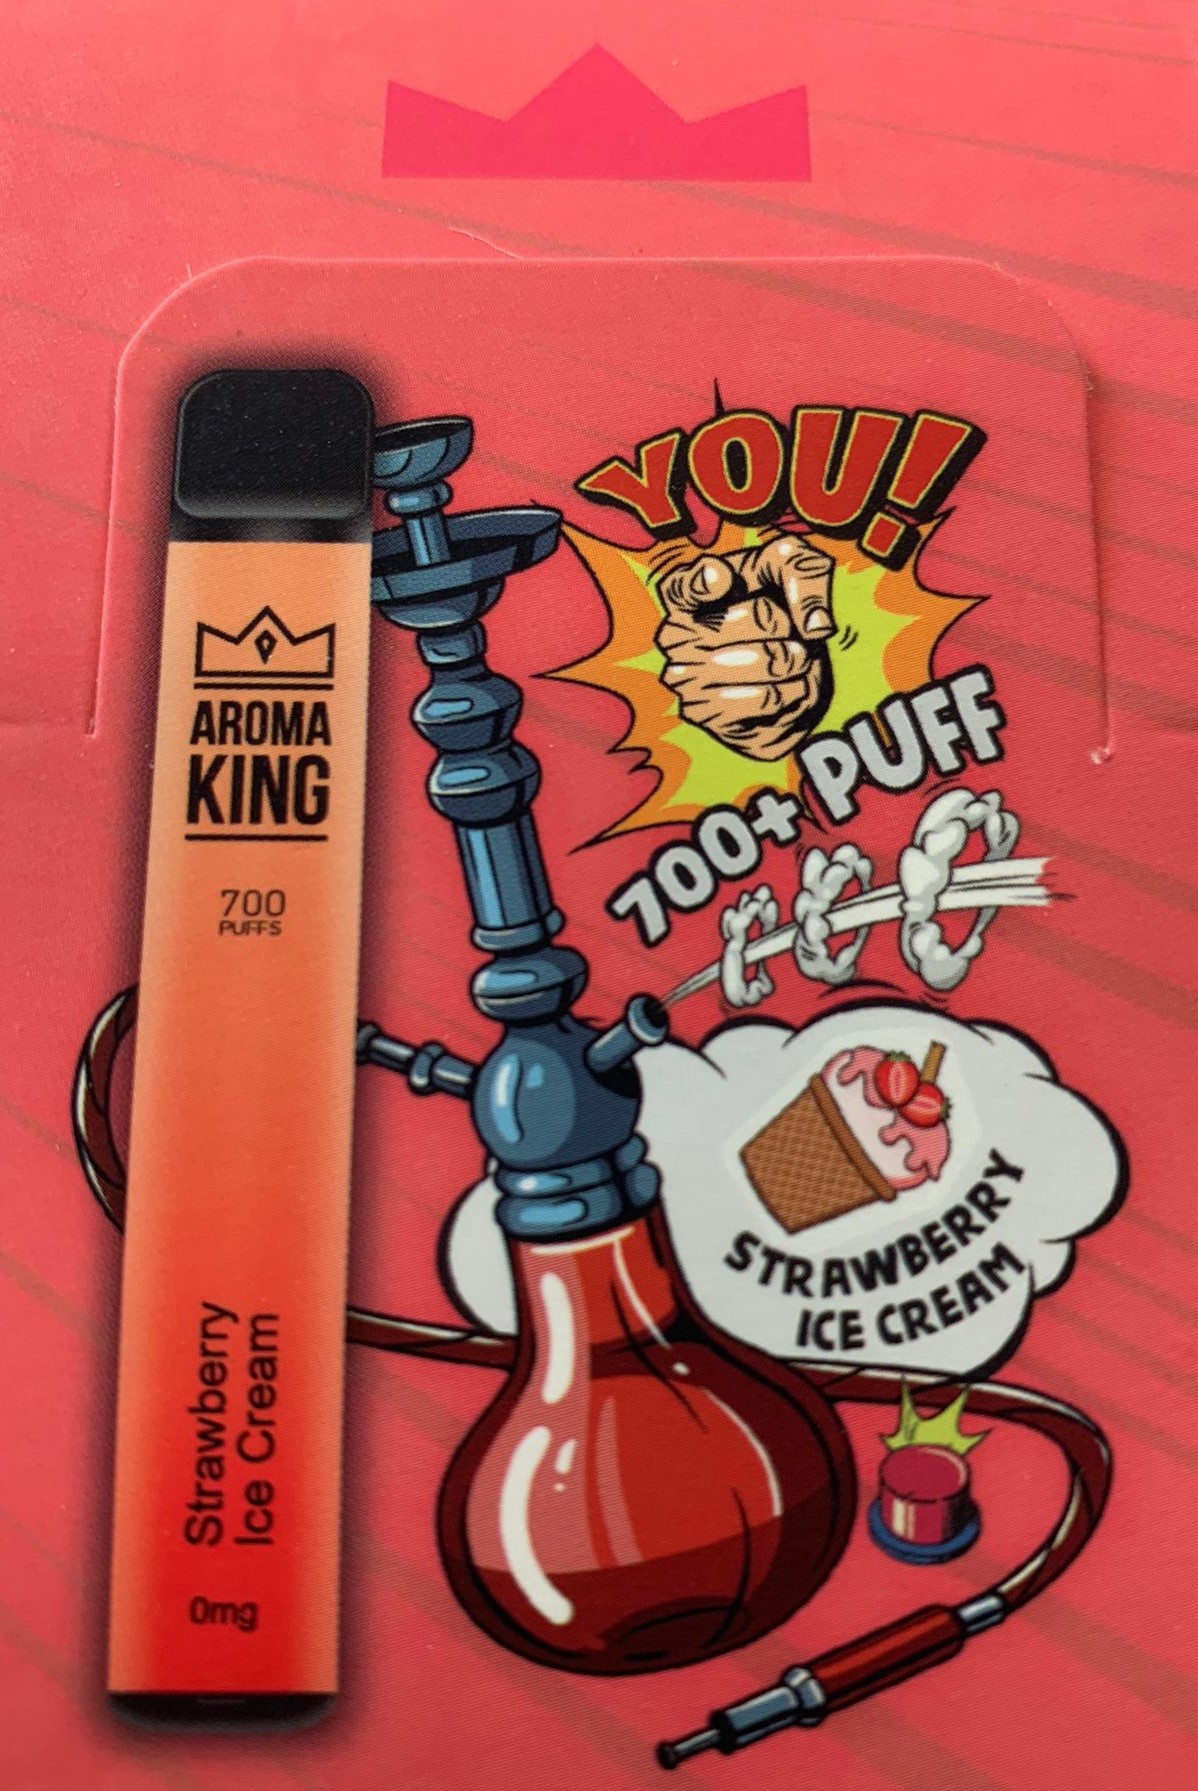 AROMA
KING
700
PUFFS
Strawberry
Ice Cream
0mg
YOU!
700+ PUFF
STRAWBERRY
ICE CREAM